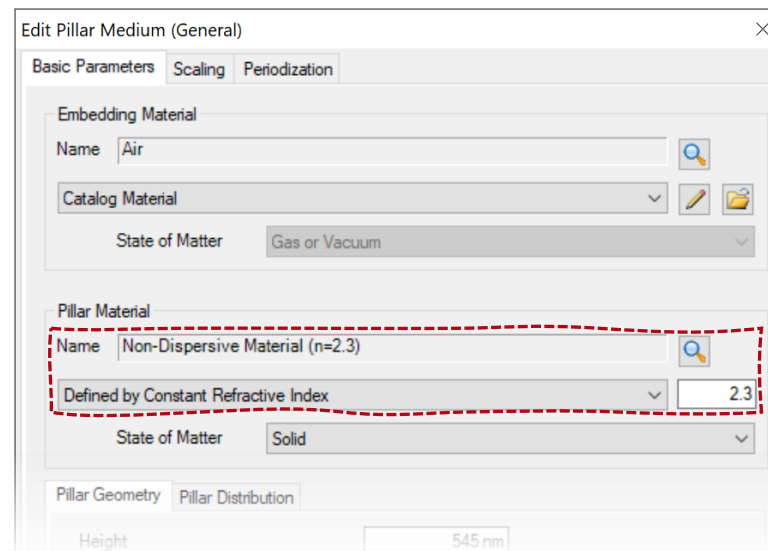 Edit Pillar Medium (General)
Basic Parameters Scaling Periodization
Embedding Material
Name Air
Catalog Material
State of Matter Gas or Vacuum
Pillar Material
Name Non-Dispersive Material (n=2.3)
Defined by Constant Refractive Index 2.3
State of Matter Solid
Pillar Geometry Pillar Distribution
Height 545 nm